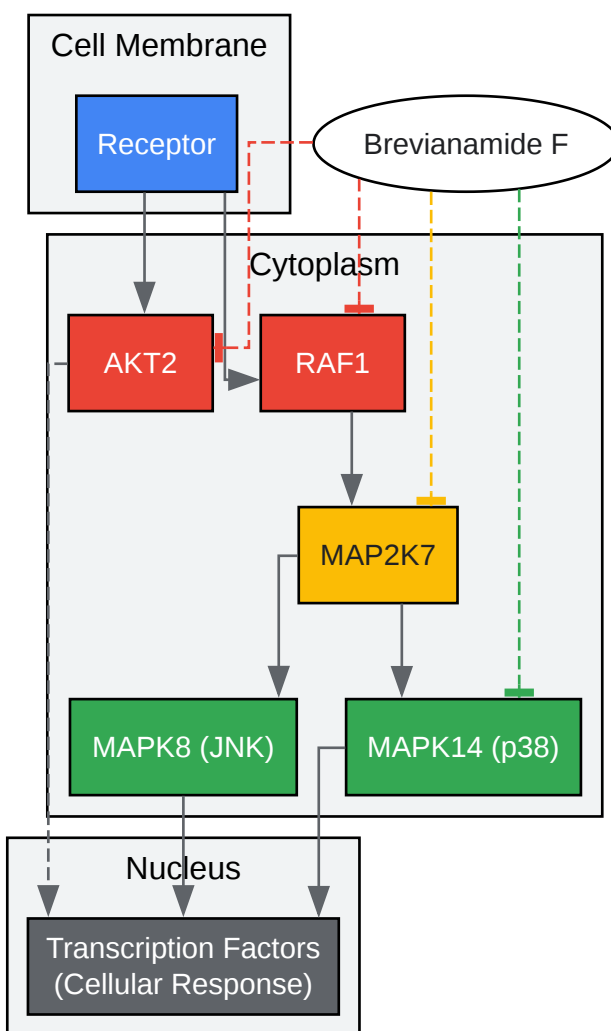 Cell Membrane
Receptor
Brevianamide F
Cytoplasm
AKT2
RAF1
MAP2K7
MAPK8 (JNK)
MAPK14 (p38)
Nucleus
Transcription Factors
(Cellular Response)